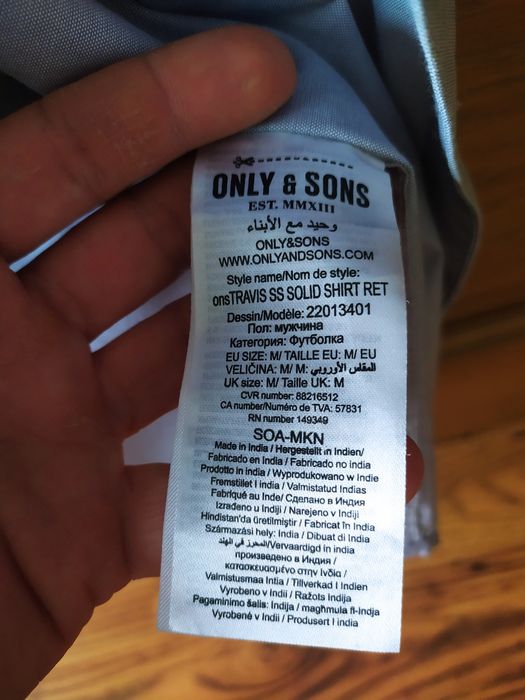 ONLY & SONS
EST. MMXIII
وحيد مع الأبناء
ONLY&SONS
WWW.ONLYANDSONS.COM
Style name/Nom de style:
onsTRAVIS SS SOLID SHIRT RET
Dessin/Modèle: 22013401
Пол: мужчина
Категория: Футболка
EU SIZE: M/ TAILLE EU: M/ EU
VELIČINA: M/ M: المقاس الأوروبي
UK size: M/ Taille UK: M
CVR number: 88216512
CA number/Numéro de TVA: 57831
RN number 149349
SOA-MKN
Made in India / Hergestellt in Indien/
Fabricado en India / Fabricado no india
Prodotto in India / Wyprodukowano w Indie
Fremstillet I india / Valmistatud Indias
Fabriqué au Inde/ Сделано в Индия
Izrađeno u Indiji / Narejeno v Indiji
Hindistan'da üretilmiştir / Fabricat în India
Származási hely: India / Dibuat di India
المحرز في الهند/Vervaardigd in india
произведено в Индия /
κατασκευασμένο στην Ινδία /
Valmistusmaa Intia / Tillverkad I Indien
Vyrobeno v Indii / Ražots Indija
Pagaminimo šalis: Indija / magħmula fl-Indja
Vyrobené v Indii / Produsert I india